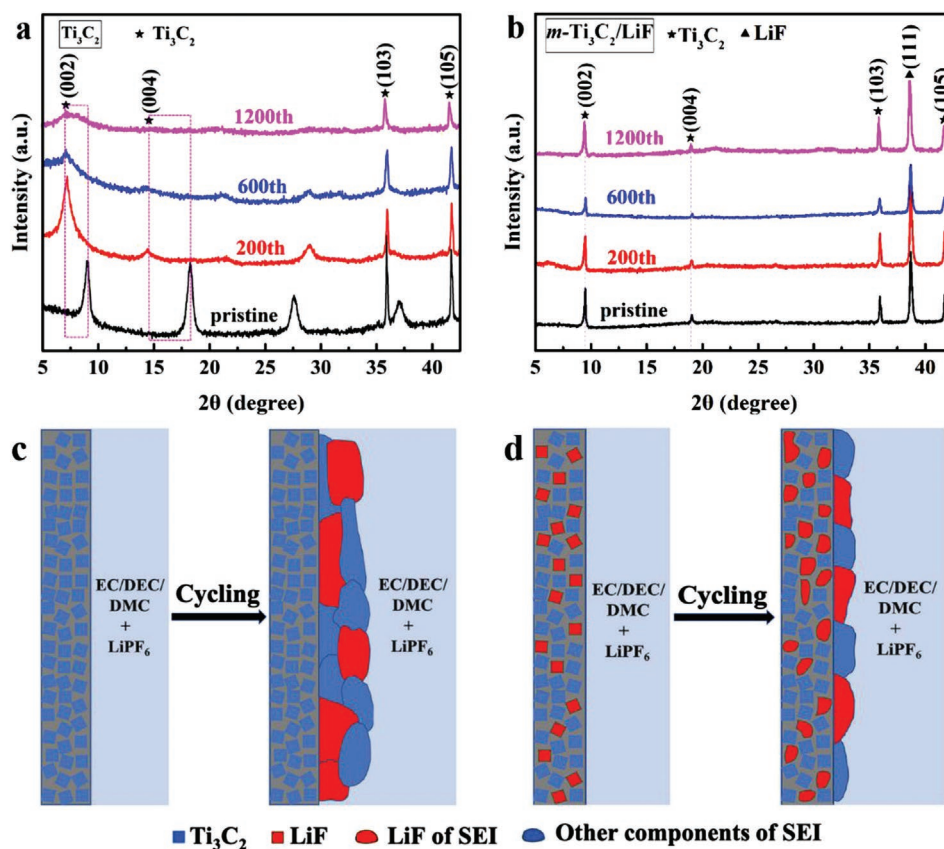 a
Ti₃C₂ ★ Ti₃C₂
★(002)
★(004)
★(103)
★(105)
1200th
600th
200th
pristine
Intensity (a.u.)
5 10 15 20 25 30 35 40
2θ (degree)
b
m-Ti₃C₂/LiF ★Ti₃C₂ ▲ LiF
★(002)
★(004)
★(103)
▲(111)
★(105)
1200th
600th
200th
pristine
Intensity (a.u.)
5 10 15 20 25 30 35 40
2θ (degree)
c
EC/DEC/
DMC
+
LiPF₆
Cycling
EC/DEC/
DMC
+
LiPF₆
d
EC/DEC/
DMC
+
LiPF₆
Cycling
EC/DEC/
DMC
+
LiPF₆
Ti₃C₂ LiF LiF of SEI Other components of SEI